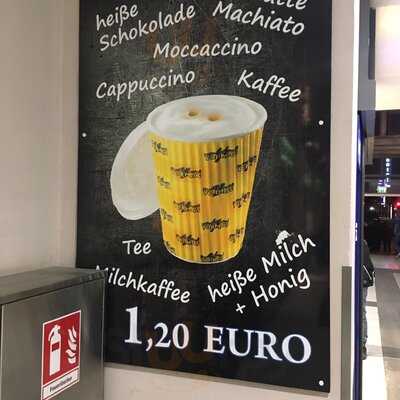 heiße
Schokolade
Machiato
Moccaccino
Cappuccino
Kaffee
Tee
Milchkaffee
heiße Milch
+ Honig
1,20 EURO